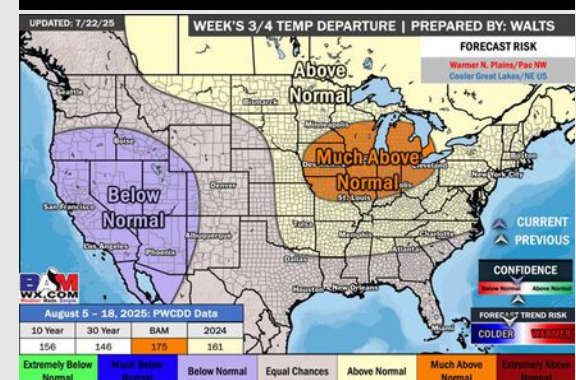 UPDATED: 7/22/25
WEEK'S 3/4 TEMP DEPARTURE | PREPARED BY: WALTS
FORECAST RISK
Warmer N. Plains/Pac NW
Cooler Great Lakes/NE US
Above
Normal
Seattle
Bismarck
Minneapolis
Boise
Boston
Much Above
Normal
Cleveland
New York City
Below
Normal
Denver
St. Louis
San Francisco
CURRENT
PREVIOUS
Los Angeles
Phoenix
Albuquerque
Tulsa
Memphis
Charlotte
Atlanta
Dallas
Houston
New Orleans
Miami
CONFIDENCE
Below Normal
Above Normal
FORECAST TREND RISK
COLDER
WARMER
BAM
WX.COM
August 5 – 18, 2025: PWCDD Data
10 Year 30 Year BAM 2024
156 146 175 161
Extremely Below
Normal
Much Below
Normal
Below Normal
Equal Chances
Above Normal
Much Above
Normal
Extremely Above
Normal